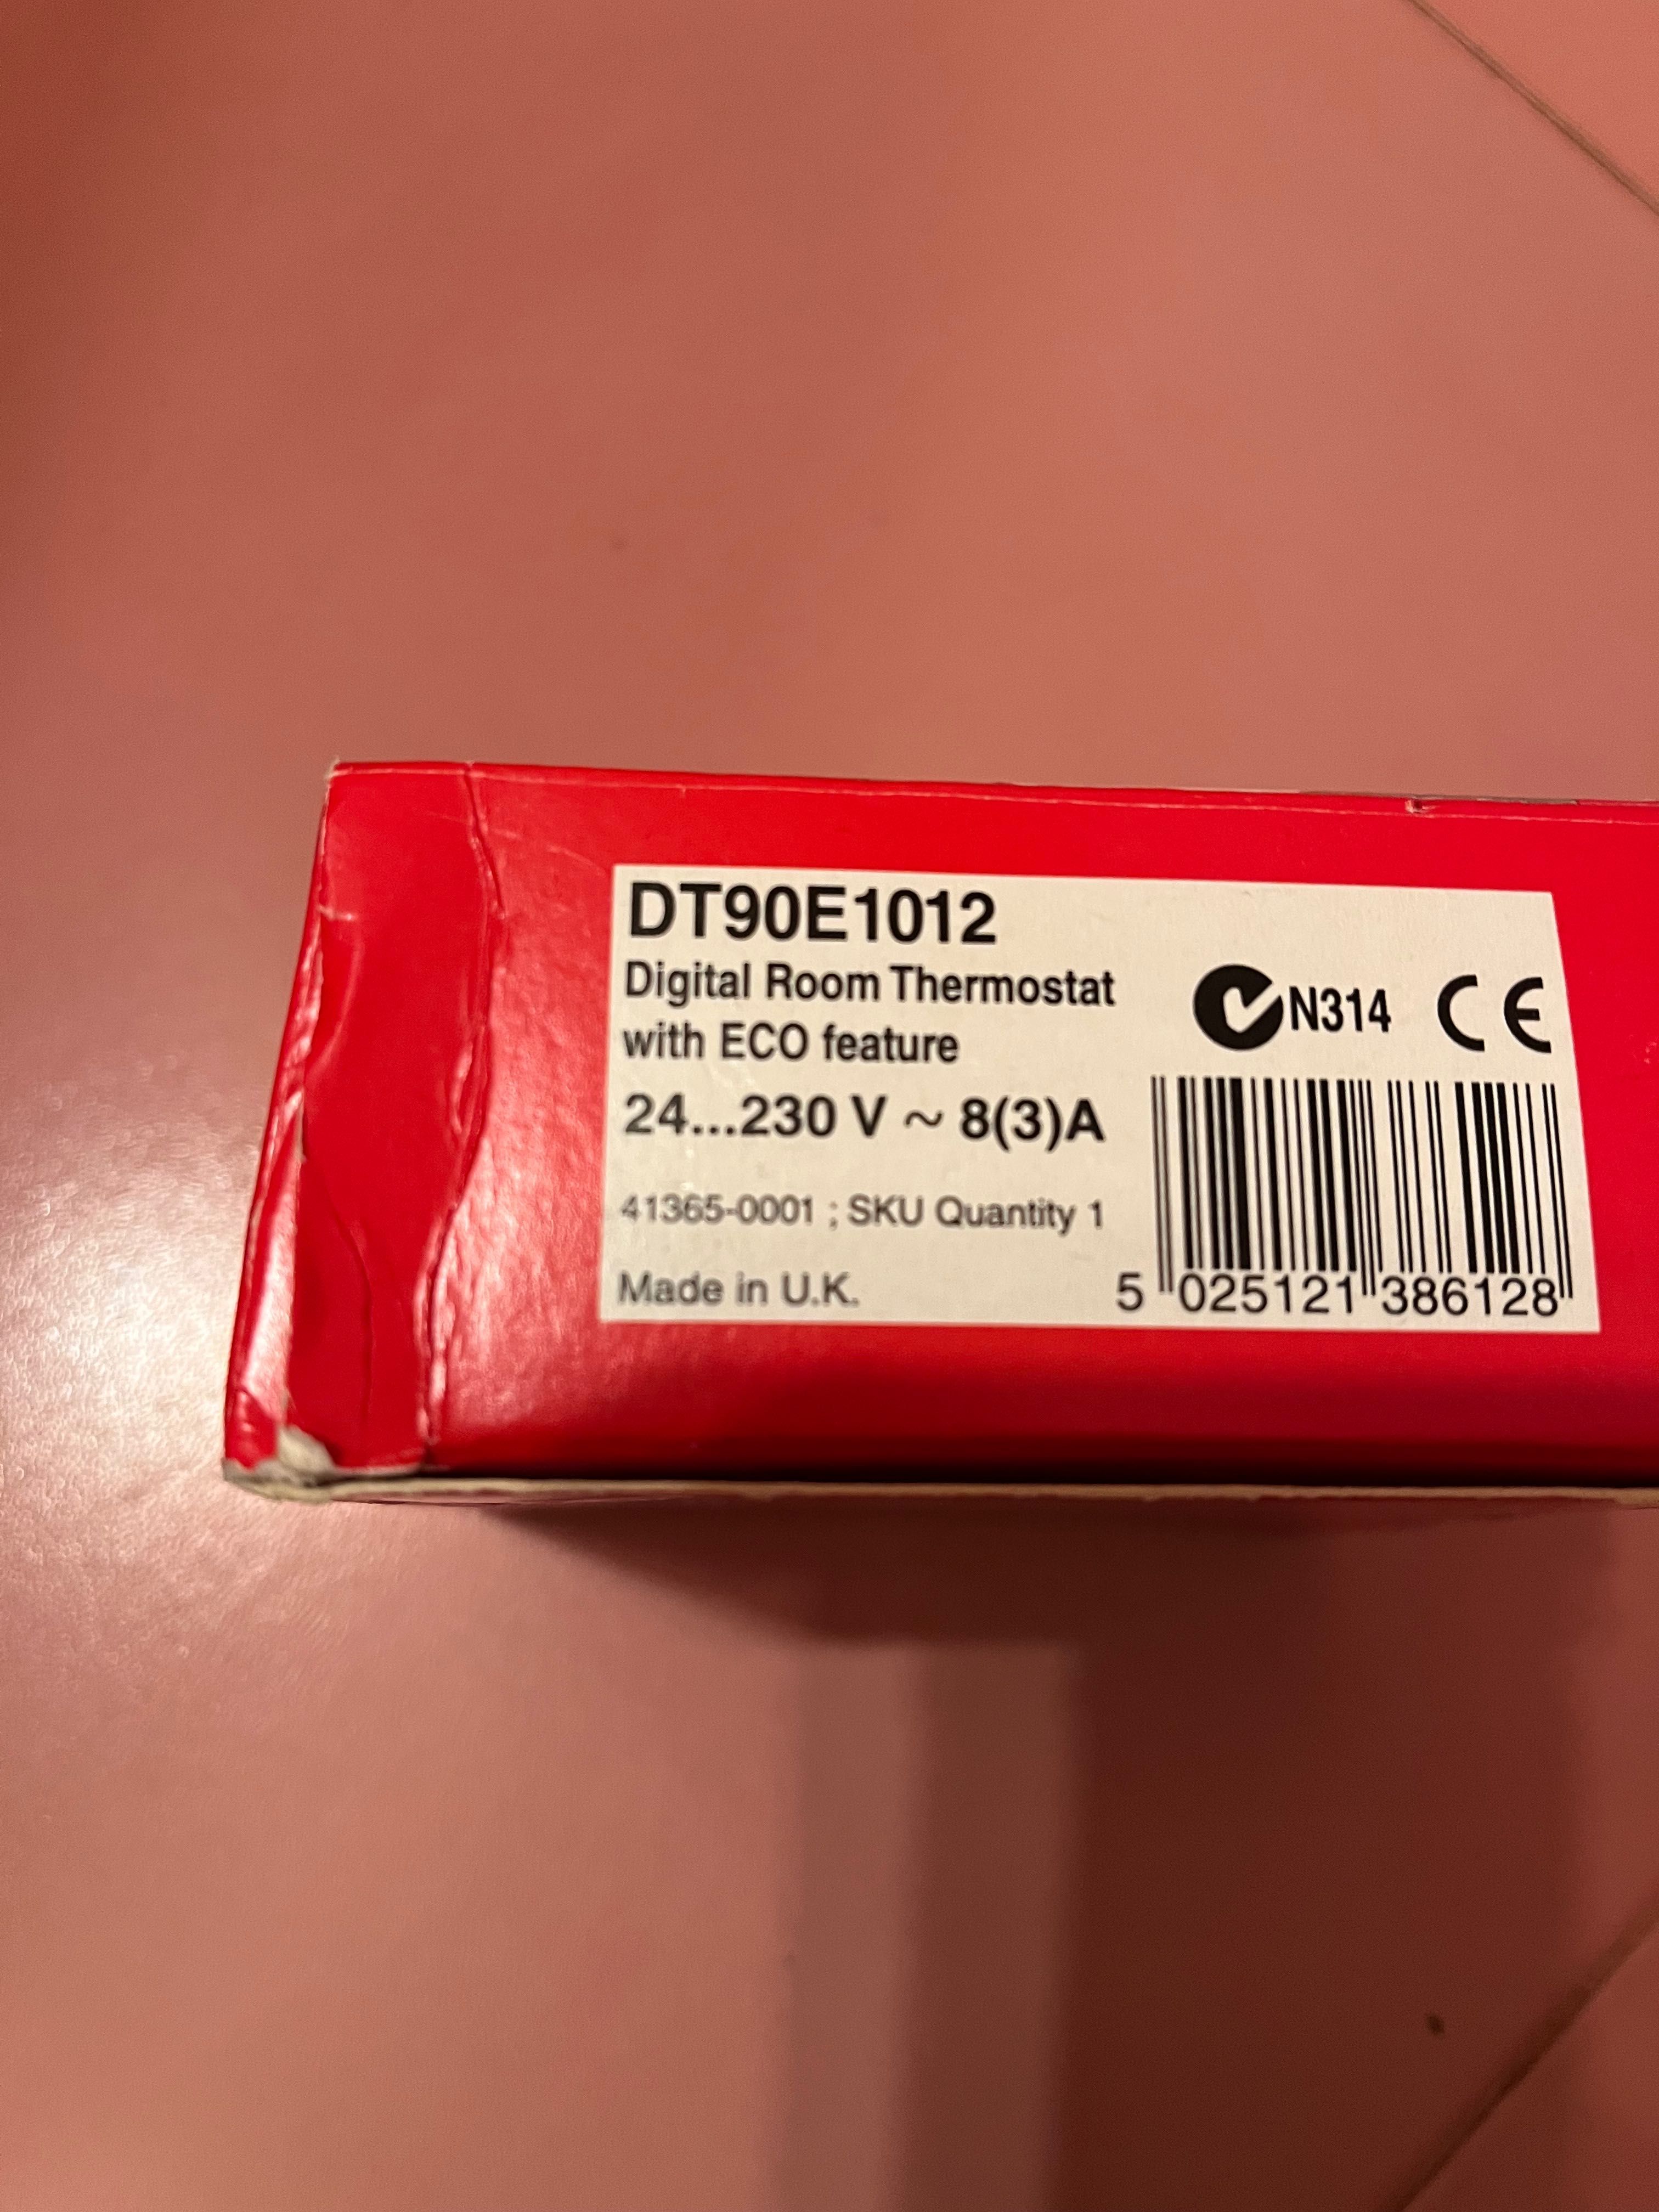 DT90E1012
Digital Room Thermostat
with ECO feature
N314 CE
24...230 V ~ 8(3)A
41365-0001 ; SKU Quantity 1
Made in U.K.
5 025121 386128